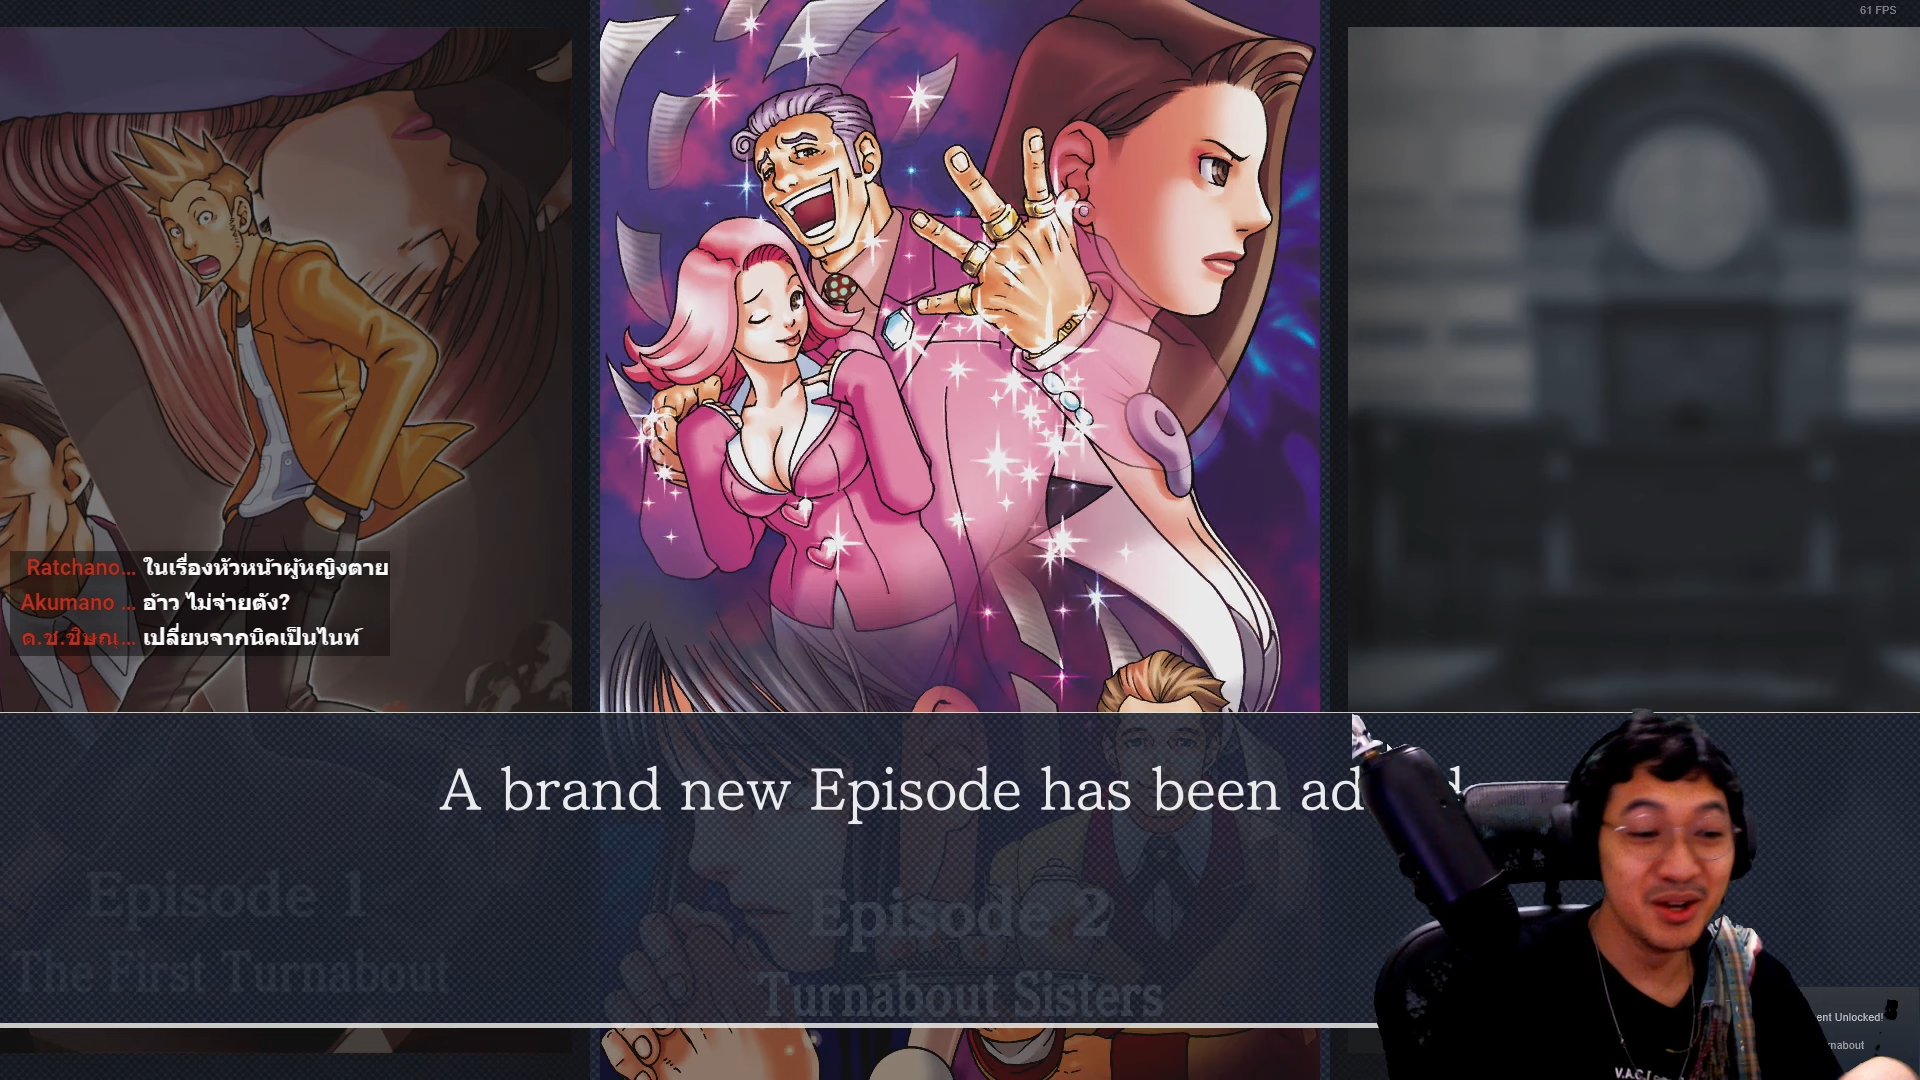 61 FPS
Ratchano... ในเรื่องหัวหน้าผู้หญิงตาย
Akumano ... อ้าว ไม่จ่ายตัง?
ด.ช.ชิษณุ... เปลี่ยนจากนิคเป็นไนท์
A brand new Episode has been ad d
Episode 1
The First Turnabout
Episode 2
Turnabout Sisters
ent Unlocked!
rnabout